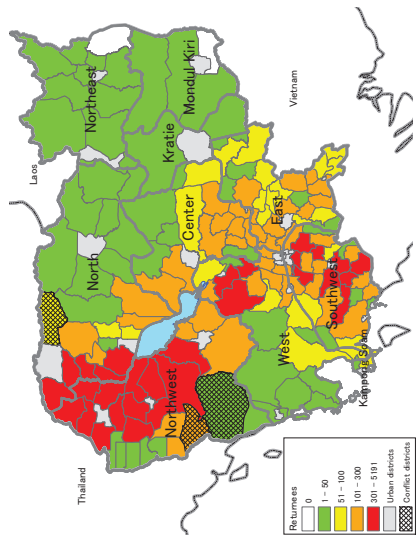 Laos
Thailand
Vietnam
Northeast
Mondul Kiri
Kratie
North
Center
East
Northwest
West
Southwest
Kampong Soam
Returnees
0
1 – 50
51 – 100
101 – 300
301 – 5191
Urban districts
Conflict districts